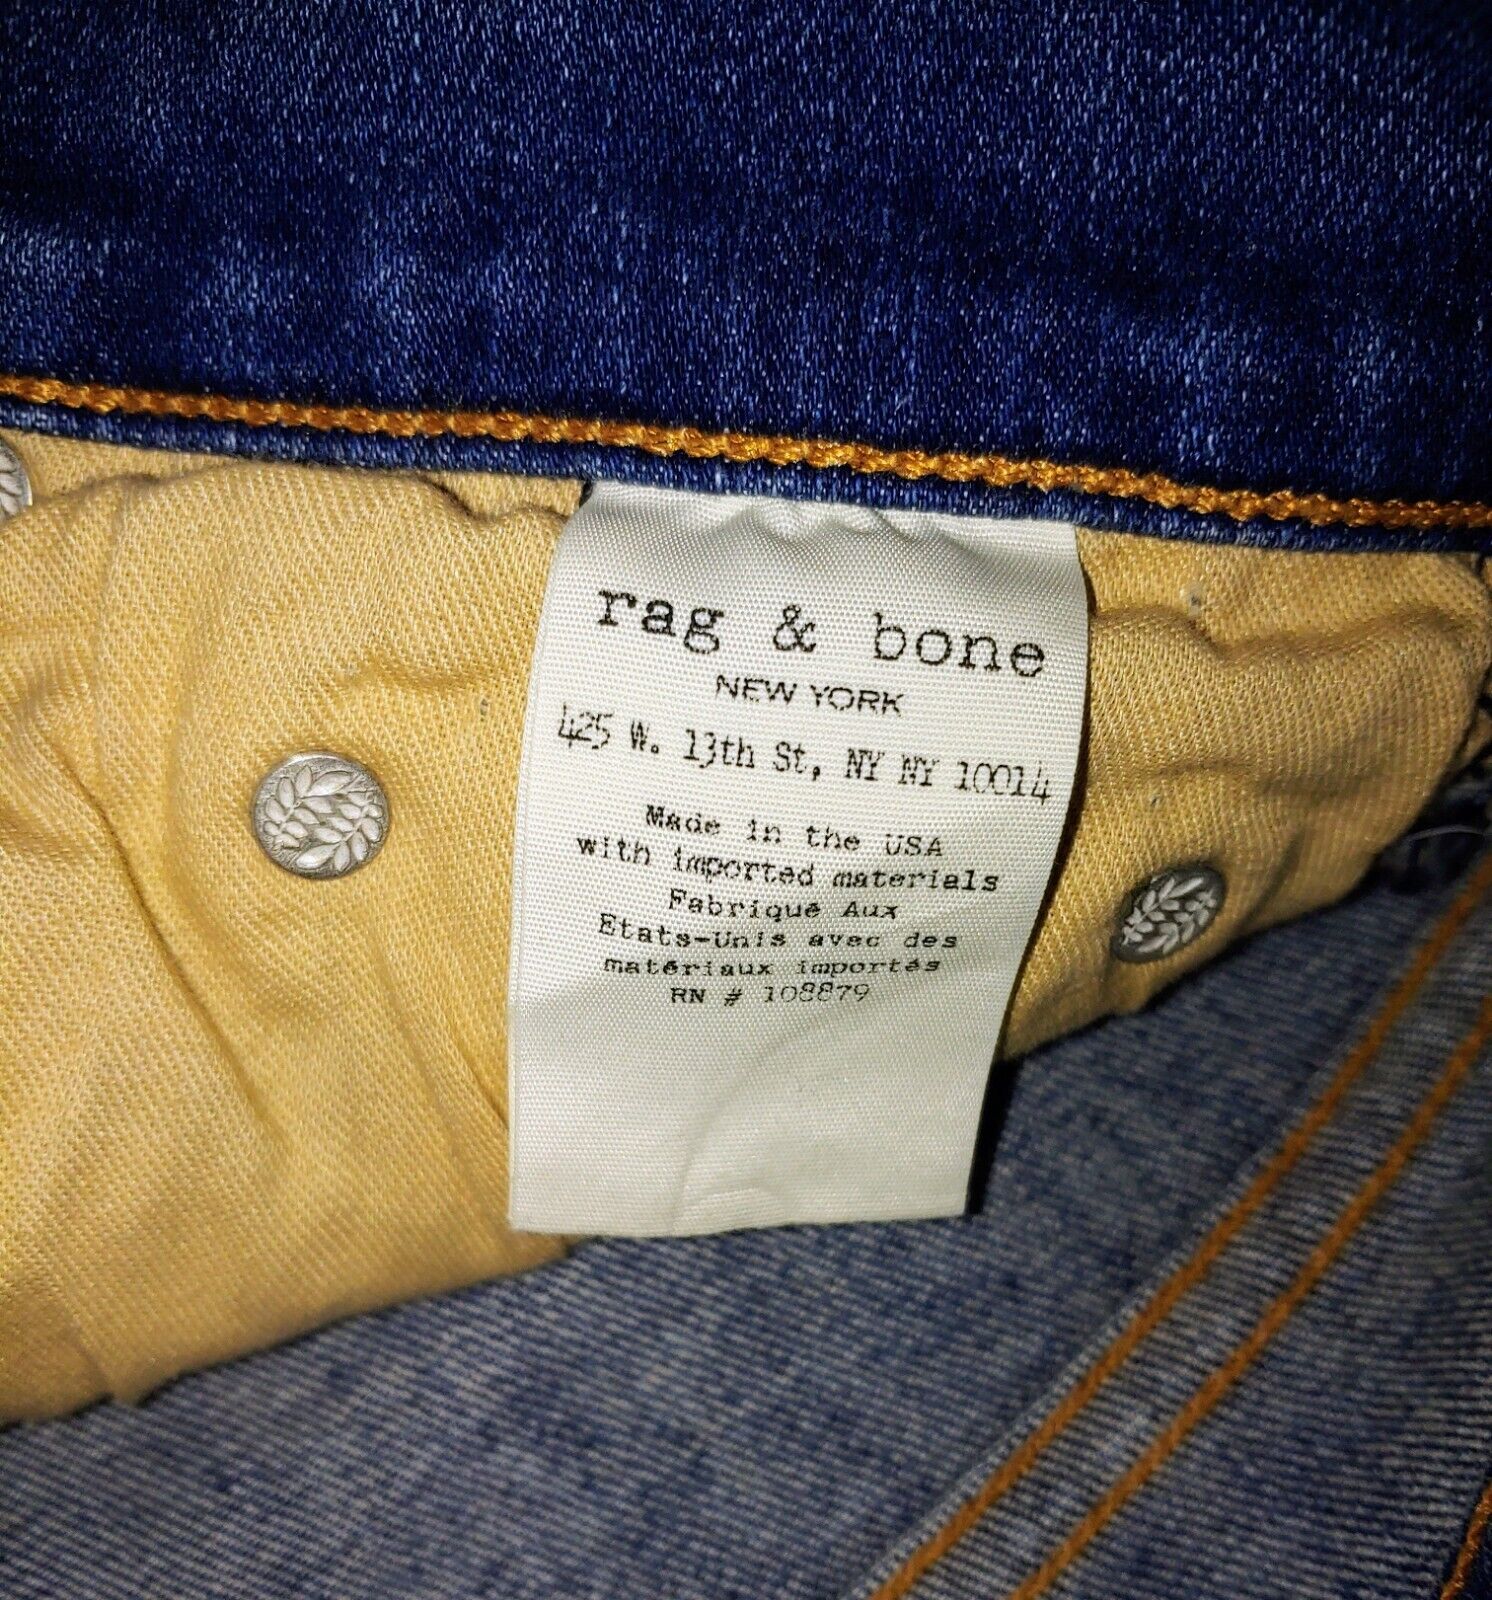 rag & bone
NEW YORK
425 W. 13th St, NY NY 10014
Made in the USA
with imported materials
Fabriqué Aux
Etats-Unis avec des
matériaux importés
RN # 108879